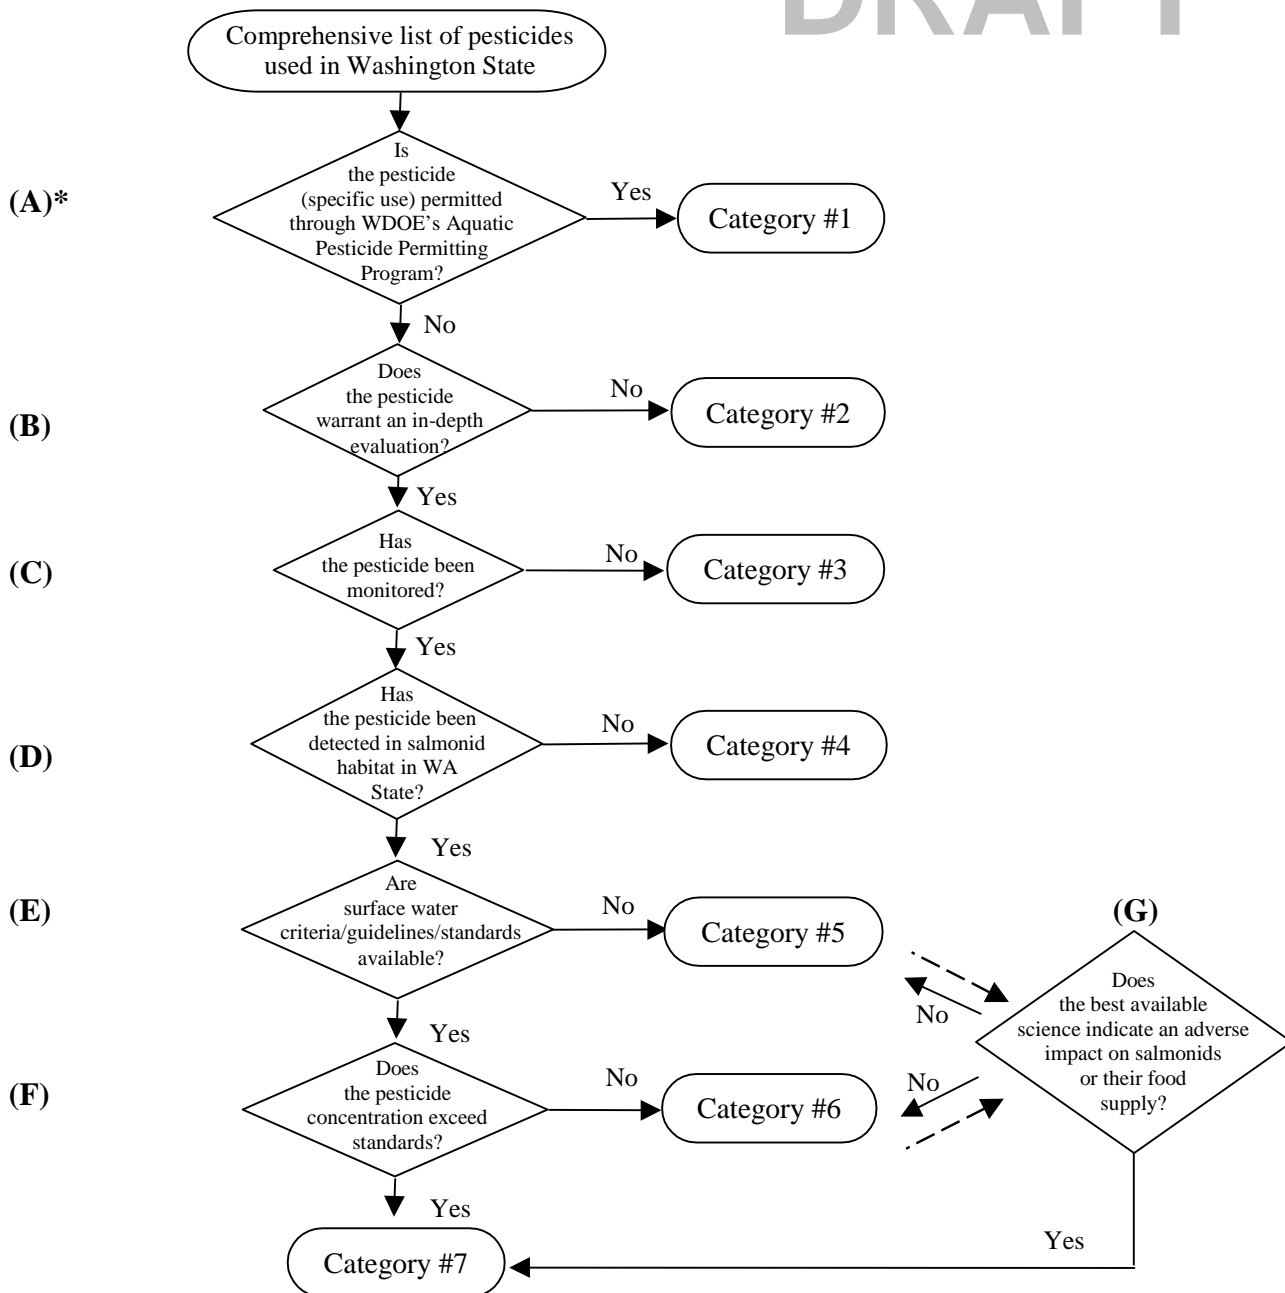 DRAFT
Comprehensive list of pesticides
used in Washington State
(A)*
Is
the pesticide
(specific use) permitted
through WDOE’s Aquatic
Pesticide Permitting
Program?
Yes
Category #1
No
(B)
Does
the pesticide
warrant an in-depth
evaluation?
No
Category #2
Yes
(C)
Has
the pesticide been
monitored?
No
Category #3
Yes
(D)
Has
the pesticide been
detected in salmonid
habitat in WA
State?
No
Category #4
Yes
(E)
Are
surface water
criteria/guidelines/standards
available?
No
Category #5
(G)
Does
the best available
science indicate an adverse
impact on salmonids
or their food
supply?
No
No
Yes
(F)
Does
the pesticide
concentration exceed
standards?
No
Category #6
Yes
Yes
Category #7